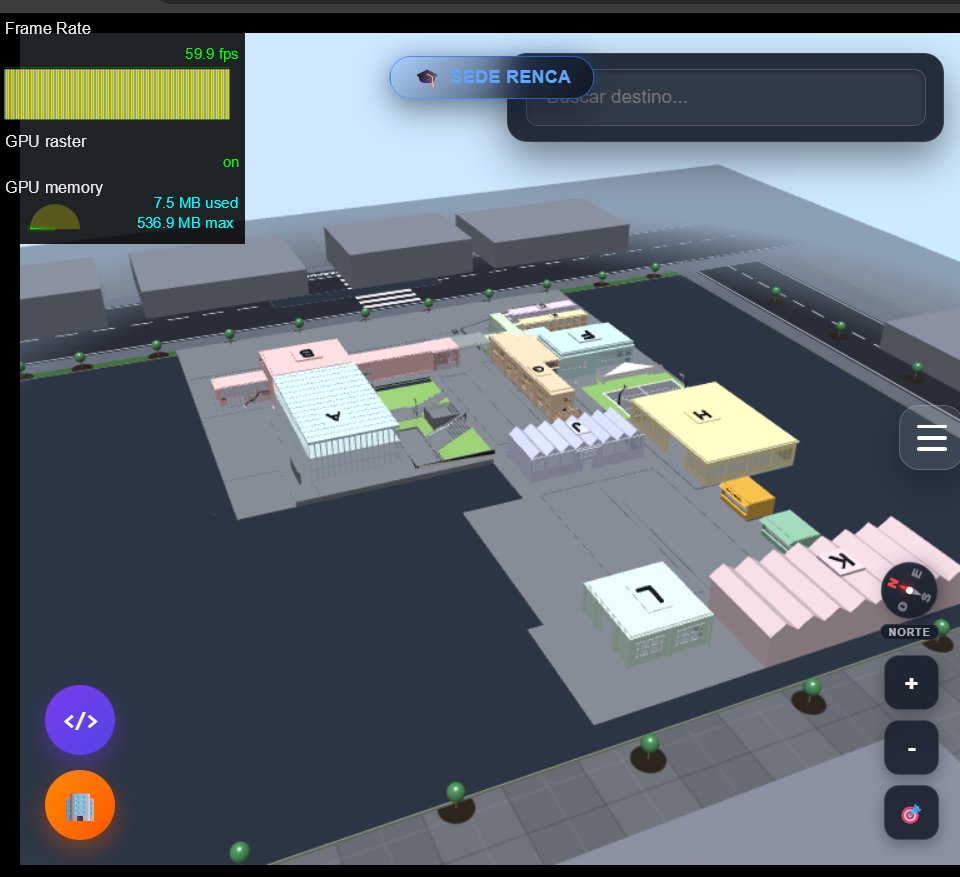 Frame Rate
59.9 fps
GPU raster
on
GPU memory
7.5 MB used
536.9 MB max
🎓 SEDE RENCA
Buscar destino...
B
A
D
F
J
H
K
L
N
E
S
O
NORTE
+
-
</>